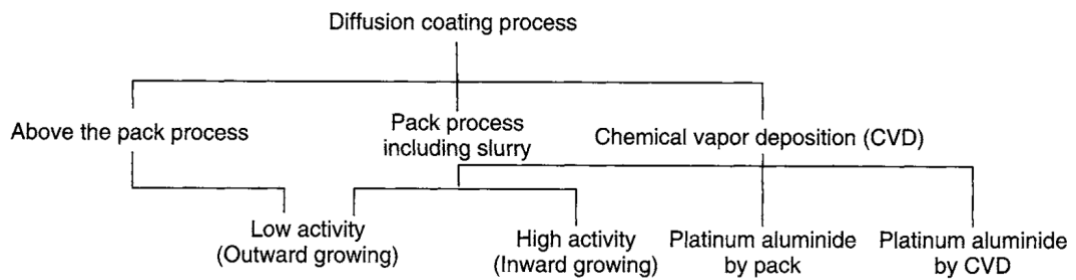 Diffusion coating process
Above the pack process
Pack process
including slurry
Chemical vapor deposition (CVD)
Low activity
(Outward growing)
High activity
(Inward growing)
Platinum aluminide
by pack
Platinum aluminide
by CVD